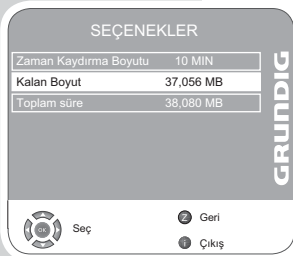 SEÇENEKLER
Zaman Kaydırma Boyutu 10 MIN
Kalan Boyut 37,056 MB
Toplam süre 38,080 MB
GRUNDIG
OK
Seç
Z Geri
i Çıkış